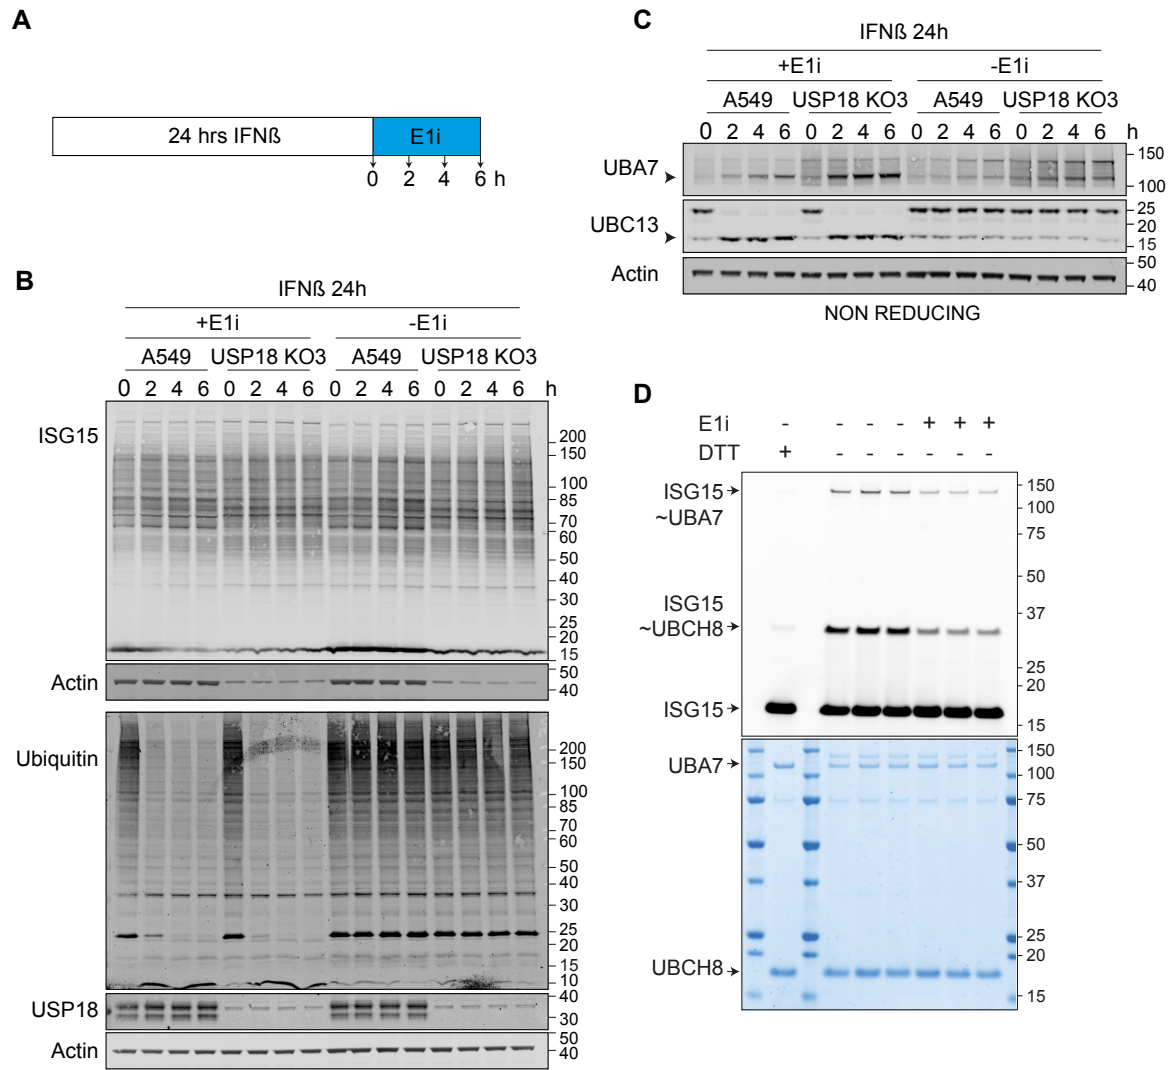 A
24 hrs IFNß
E1i
0 2 4 6 h
B
IFNß 24h
+E1i -E1i
A549 USP18 KO3 A549 USP18 KO3
0 2 4 6 0 2 4 6 0 2 4 6 0 2 4 6 h
ISG15
200
150
100
85
70
60
50
40
30
25
20
15
Actin
50
40
Ubiquitin
200
150
100
85
70
60
50
40
30
20
15
10
USP18
40
30
Actin
50
40
C
IFNß 24h
+E1i -E1i
A549 USP18 KO3 A549 USP18 KO3
0 2 4 6 0 2 4 6 0 2 4 6 0 2 4 6 h
UBA7
150
100
UBC13
25
20
15
Actin
50
40
NON REDUCING
D
E1i - - - - + + +
DTT + - - - - - -
ISG15
~UBA7
ISG15
~UBCH8
ISG15
150
100
75
50
37
25
20
15
UBA7
UBCH8
150
100
75
50
37
25
20
15